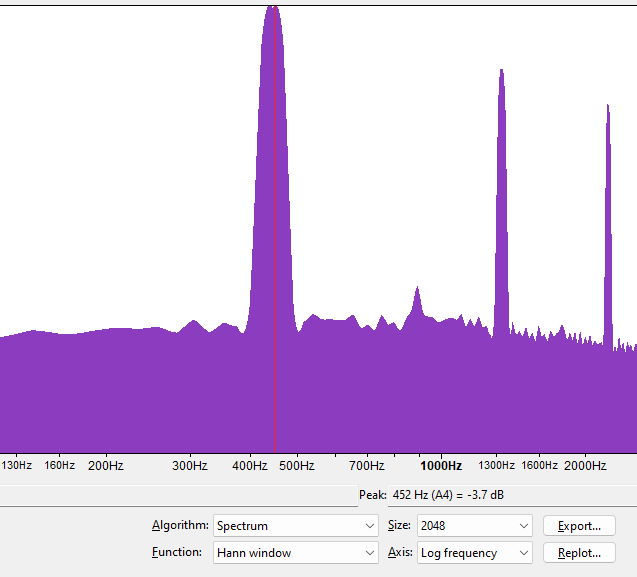 130Hz 160Hz 200Hz 300Hz 400Hz 500Hz 700Hz 1000Hz 1300Hz 1600Hz 2000Hz
Peak: 452 Hz (A4) = -3.7 dB
Algorithm: Spectrum Size: 2048 Export...
Function: Hann window Axis: Log frequency Replot...